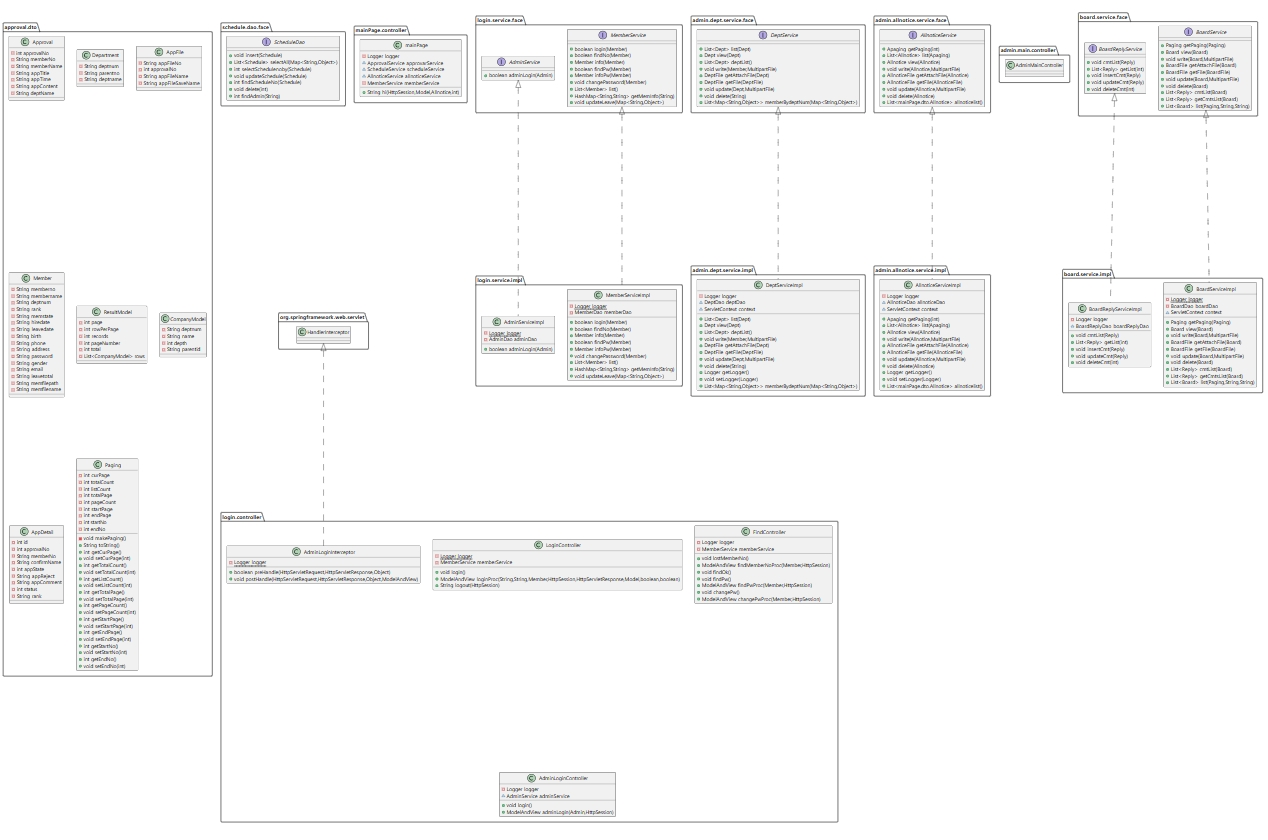 approval.dto
Approval
int approvalNo
String memberNo
String memberName
String appTitle
String appTime
String appContent
String deptName
Department
String deptnum
String parentno
String deptname
AppFile
String appFileNo
int approvalNo
String appFileName
String appFileSaveName
Member
String memberno
String membername
String deptnum
String rank
String memstate
String hiredate
String leavedate
String birth
String phone
String address
String password
String gender
String email
String leavetotal
String memfilepath
String memfilename
ResultModel
int page
int rowPerPage
int records
int pageNumber
int total
List<CompanyModel> rows
CompanyModel
String deptnum
String name
int depth
String parentId
AppDetail
int id
int approvalNo
String memberNo
String confirmName
String appState
String appReject
String appComment
int status
String rank
Paging
int curPage
int totalCount
int listCount
int totalPage
int pageCount
int startPage
int endPage
int startNo
int endNo
void makePaging()
String toString()
int getCurPage()
void setCurPage(int)
int getTotalCount()
void setTotalCount(int)
int getListCount()
void setListCount(int)
int getTotalPage()
void setTotalPage(int)
int getPageCount()
void setPageCount(int)
int getStartPage()
void setStartPage(int)
int getEndPage()
void setEndPage(int)
int getStartNo()
void setStartNo(int)
int getEndNo()
void setEndNo(int)
schedule.dao.face
ScheduleDao
void insert(Schedule)
List<Schedule> selectAll(Map<String,Object>)
int selectSchedulenoby(Schedule)
void updateSchedule(Schedule)
int findScheduleNo(Schedule)
void delete(int)
int findAdmin(String)
mainPage.controller
mainPage
Logger logger
ApprovalService approvarService
ScheduleService scheduleService
AllnoticeService allnoticeService
MemberService memberService
String hi(HttpSession,Model,Allnotice,int)
login.service.face
AdminService
boolean adminLogin(Admin)
MemberService
boolean login(Member)
boolean findNo(Member)
Member infoNo(Member)
boolean findPw(Member)
Member infoPw(Member)
void changePassword(Member)
List<Member> list()
HashMap<String,String> getMeminfo(String)
void updateLeave(Map<String,Object>)
admin.dept.service.face
DeptService
List<Dept> list(Dept)
Dept view(Dept)
List<Dept> deptList()
void write(Member,MultipartFile)
DeptFile getAttachFile(Dept)
DeptFile getFile(DeptFile)
void update(Dept,MultipartFile)
void delete(String)
List<Map<String,Object> > memberBydeptNum(Map<String,Object>)
admin.allnotice.service.face
AllnoticeService
Apaging getPaging(int)
List<Allnotice> list(Apaging)
Allnotice view(Allnotice)
void write(Allnotice,MultipartFile)
AllnoticeFile getAttachFile(Allnotice)
AllnoticeFile getFile(AllnoticeFile)
void update(Allnotice,MultipartFile)
void delete(Allnotice)
List<mainPage.dto.Allnotice> allnoticelist()
admin.main.controller
AdminMainController
board.service.face
BoardReplyService
void cmtList(Reply)
List<Reply> getList(int)
void insertCmt(Reply)
void updateCmt(Reply)
void deleteCmt(int)
BoardService
Paging getPaging(Paging)
Board view(Board)
void write(Board,MultipartFile)
BoardFile getAttachFile(Board)
BoardFile getFile(Board)
void update(Board,MultipartFile)
void delete(Board)
List<Reply> cmtList(Board)
List<Reply> getCmtsList(Board)
List<Board> list(Paging,String,String)
org.springframework.web.servlet
HandlerInterceptor
login.service.impl
AdminServiceImpl
Logger logger
AdminDao adminDao
boolean adminLogin(Admin)
MemberServiceImpl
Logger logger
MemberDao memberDao
boolean login(Member)
boolean findNo(Member)
Member infoNo(Member)
boolean findPw(Member)
Member infoPw(Member)
void changePassword(Member)
List<Member> list()
HashMap<String,String> getMeminfo(String)
void updateLeave(Map<String,Object>)
admin.dept.service.impl
DeptServiceImpl
Logger logger
DeptDao deptDao
ServletContext context
List<Dept> list(Dept)
Dept view(Dept)
List<Dept> deptList()
void write(Member,MultipartFile)
DeptFile getAttachFile(Dept)
DeptFile getFile(DeptFile)
void update(Dept,MultipartFile)
void delete(String)
Logger getLogger()
void setLogger(Logger)
List<Map<String,Object> > memberBydeptNum(Map<String,Object>)
admin.allnotice.service.impl
AllnoticeServiceImpl
Logger logger
AllnoticeDao allnoticeDao
ServletContext context
Apaging getPaging(int)
List<Allnotice> list(Apaging)
Allnotice view(Allnotice)
void write(Allnotice,MultipartFile)
AllnoticeFile getAttachFile(Allnotice)
AllnoticeFile getFile(AllnoticeFile)
void update(Allnotice,MultipartFile)
void delete(Allnotice)
Logger getLogger()
void setLogger(Logger)
List<mainPage.dto.Allnotice> allnoticelist()
board.service.impl
BoardReplyServiceImpl
Logger logger
BoardReplyDao boardReplyDao
void cmtList(Reply)
List<Reply> getList(int)
void insertCmt(Reply)
void updateCmt(Reply)
void deleteCmt(int)
BoardServiceImpl
Logger logger
BoardDao boardDao
ServletContext context
Paging getPaging(Paging)
Board view(Board)
void write(Board,MultipartFile)
BoardFile getAttachFile(Board)
BoardFile getFile(Board)
void update(Board,MultipartFile)
void delete(Board)
List<Reply> cmtList(Board)
List<Reply> getCmtsList(Board)
List<Board> list(Paging,String,String)
login.controller
AdminLoginInterceptor
Logger logger
boolean preHandle(HttpServletRequest,HttpServletResponse,Object)
void postHandle(HttpServletRequest,HttpServletResponse,Object,ModelAndView)
LoginController
Logger logger
MemberService memberService
void login()
ModelAndView loginProc(String,String,Member,HttpSession,HttpServletResponse,Model,boolean,boolean)
String logout(HttpSession)
FindController
Logger logger
MemberService memberService
void lostMemberNo()
ModelAndView findMemberNoProc(Member,HttpSession)
void findOk()
void findPw()
ModelAndView findPwProc(Member,HttpSession)
void changePw()
ModelAndView changePwProc(Member,HttpSession)
AdminLoginController
Logger logger
AdminService adminService
void login()
ModelAndView adminLogin(Admin,HttpSession)